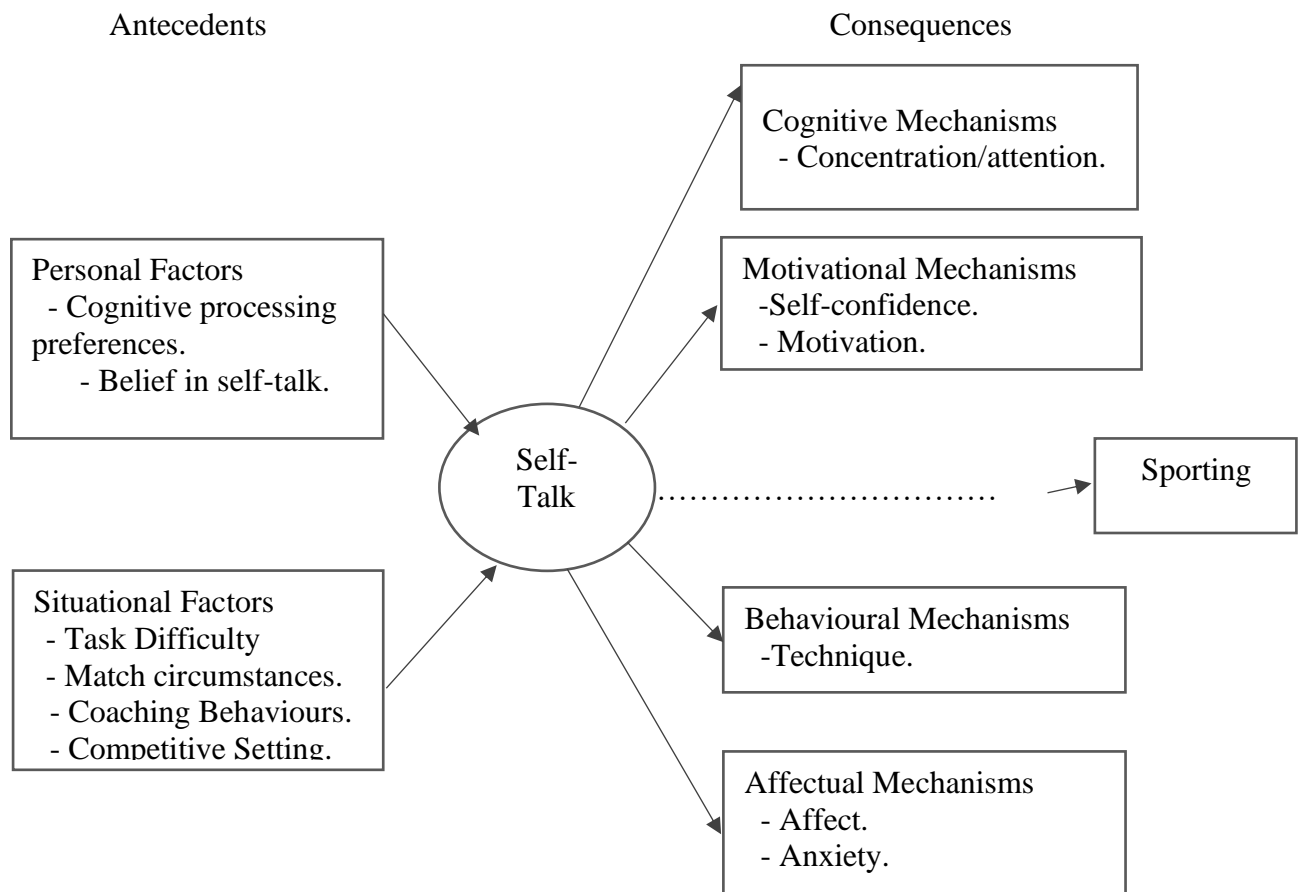 Antecedents
Consequences
Cognitive Mechanisms
- Concentration/attention.
Personal Factors
- Cognitive processing
preferences.
- Belief in self-talk.
Motivational Mechanisms
-Self-confidence.
- Motivation.
Self-
Talk
……………………………
Sporting
Situational Factors
- Task Difficulty
- Match circumstances.
- Coaching Behaviours.
- Competitive Setting.
Behavioural Mechanisms
-Technique.
Affectual Mechanisms
- Affect.
- Anxiety.